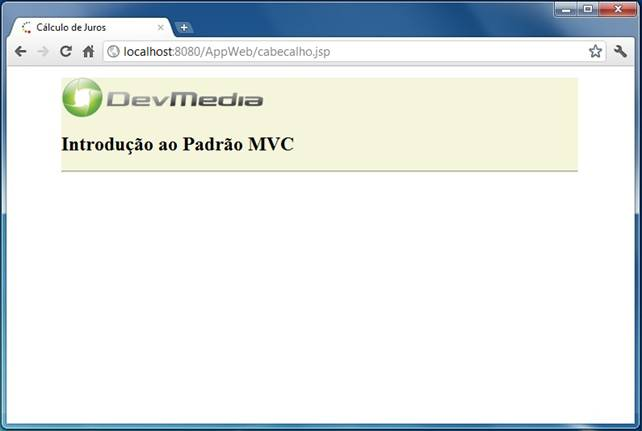 Cálculo de Juros
localhost:8080/AppWeb/cabecalho.jsp
DevMedia
Introdução ao Padrão MVC